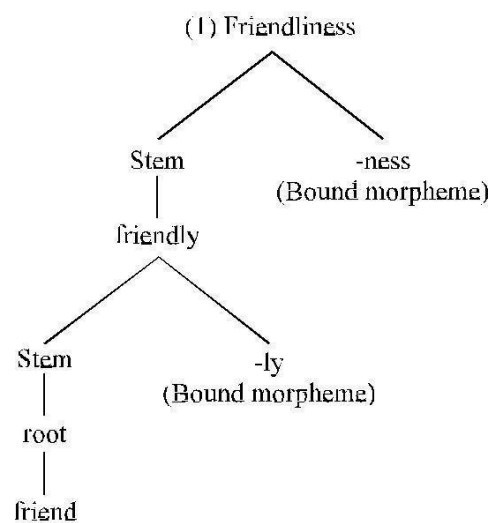 (1) Friendliness
Stem
-ness
(Bound morpheme)
friendly
Stem
-ly
(Bound morpheme)
root
friend